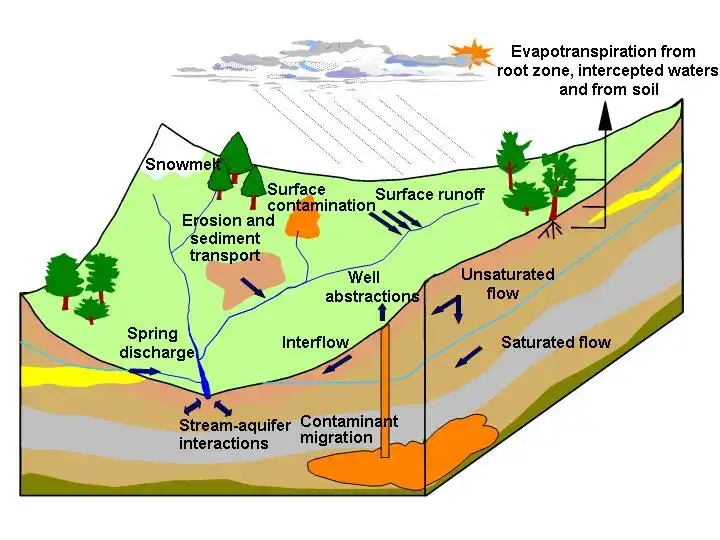 Evapotranspiration from
root zone, intercepted waters
and from soil
Snowmelt
Surface
contamination
Surface runoff
Erosion and
sediment
transport
Well
abstractions
Unsaturated
flow
Spring
discharge
Interflow
Saturated flow
Stream-aquifer
interactions
Contaminant
migration